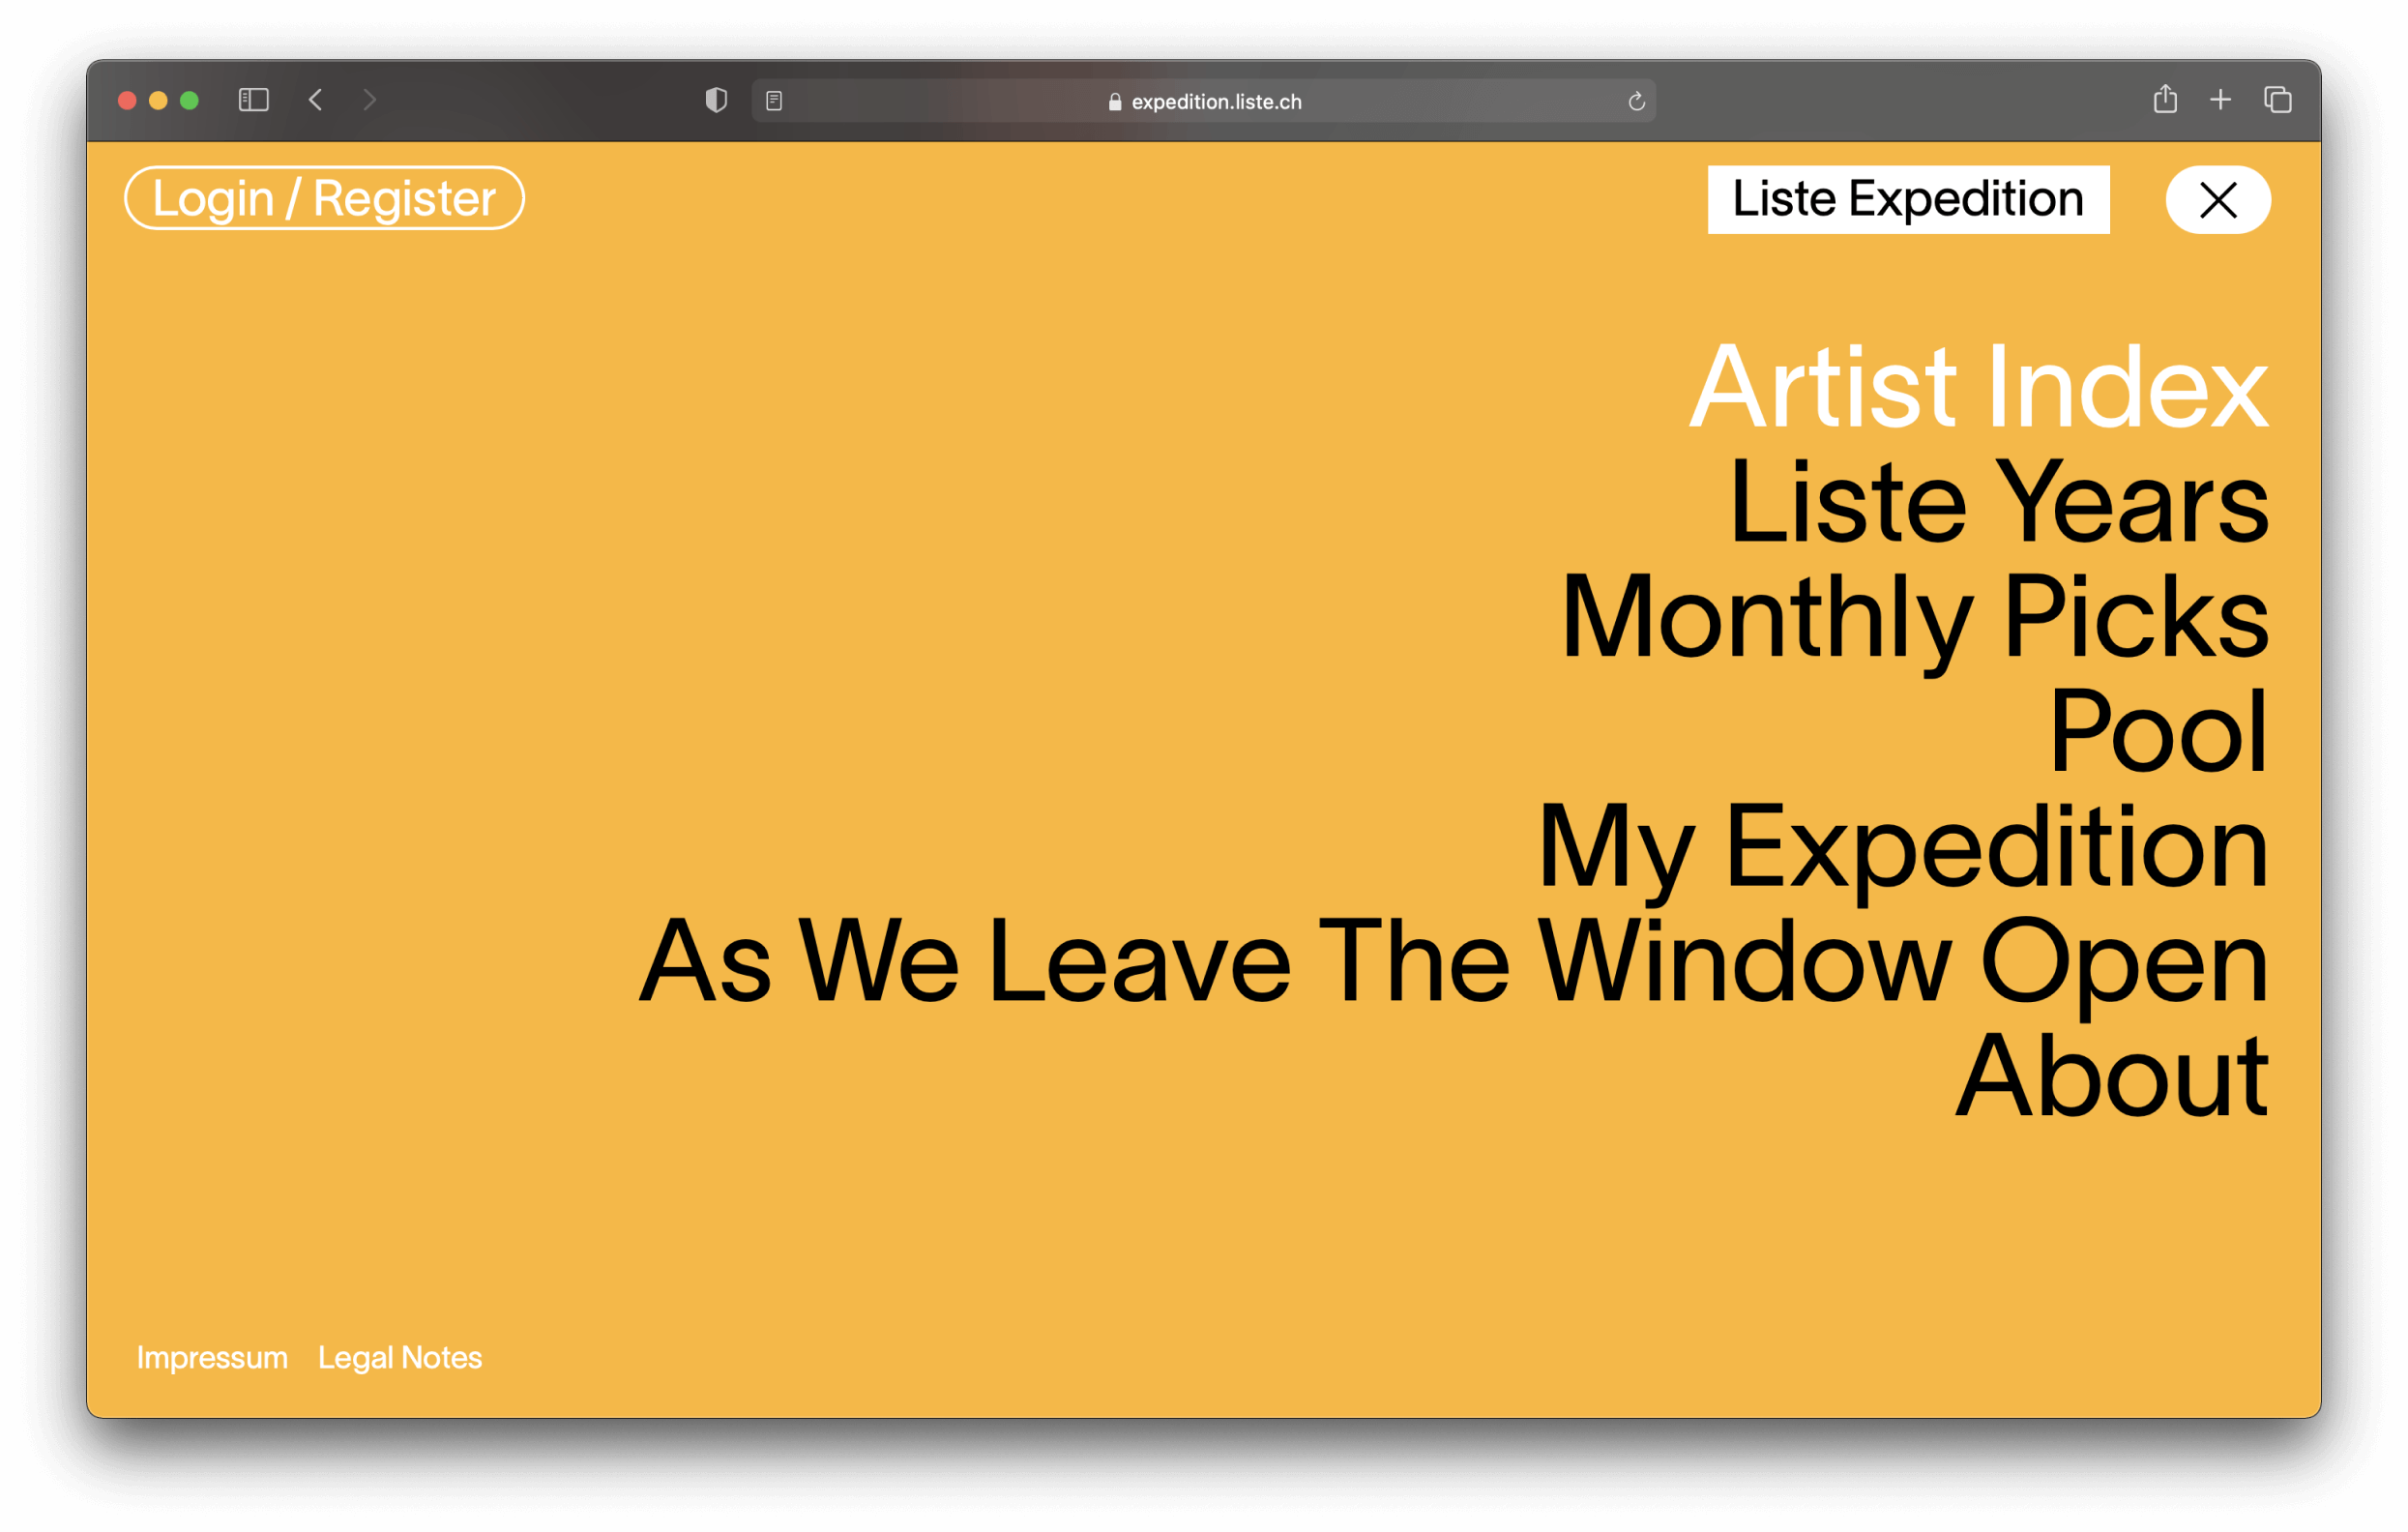 expedition.liste.ch
Login / Register
Liste Expedition
Artist Index
Liste Years
Monthly Picks
Pool
My Expedition
As We Leave The Window Open
About
Impressum Legal Notes